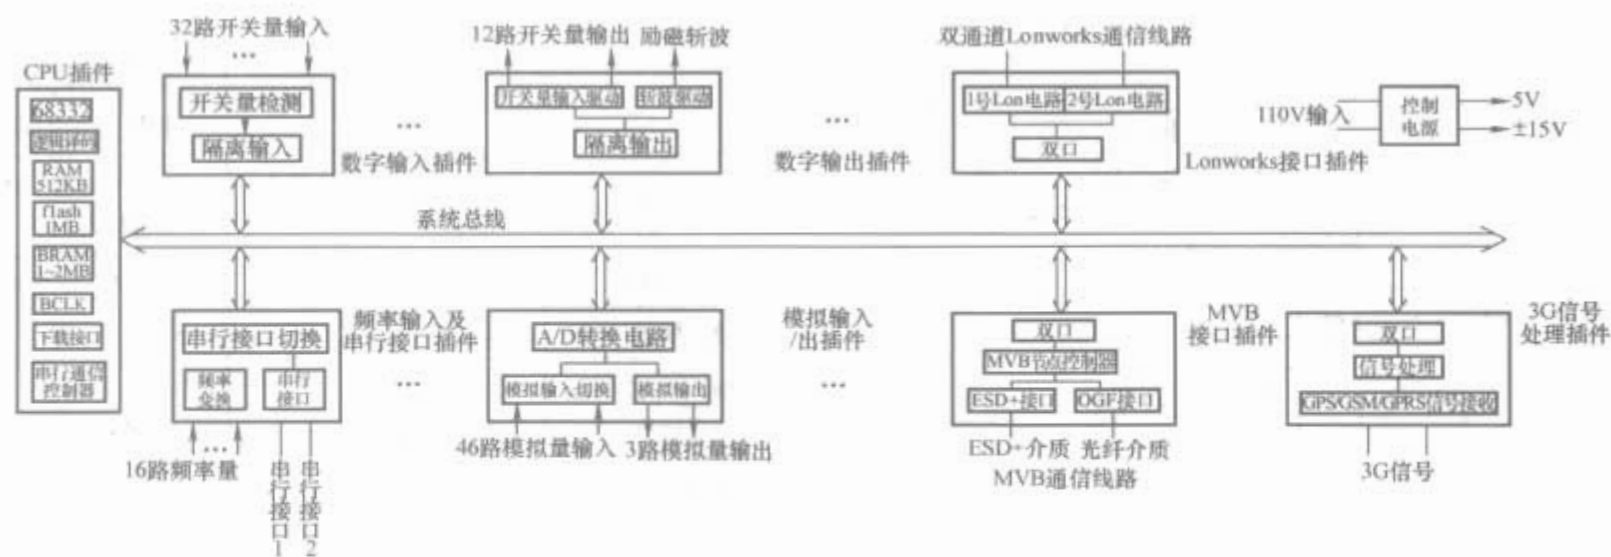 CPU插件
68332
逻辑译码
RAM
512KB
flash
1MB
BRAM
1~2MB
BCLK
下载接口
串行通信
控制器
32路开关量输入
...
开关量检测
隔离输入
...
数字输入插件
12路开关量输出 励磁斩波
开关量输入驱动 斩波驱动
隔离输出
...
数字输出插件
双通道Lonworks通信线路
1号Lon电路 2号Lon电路
双口
Lonworks接口插件
110V输入
控制
电源
5V
±15V
系统总线
串行接口切换
频率
变换
串行
接口
...
16路频率量
串行接口1
串行接口2
频率输入及
串行接口插件
...
A/D转换电路
模拟输入切换 模拟输出
46路模拟量输入 3路模拟量输出
模拟输入
/出插件
...
双口
MVB节点控制器
ESD+接口 OGF接口
ESD+介质 光纤介质
MVB通信线路
MVB
接口插件
双口
信号处理
GPS/GSM/GPRS信号接收
3G信号
3G信号
处理插件